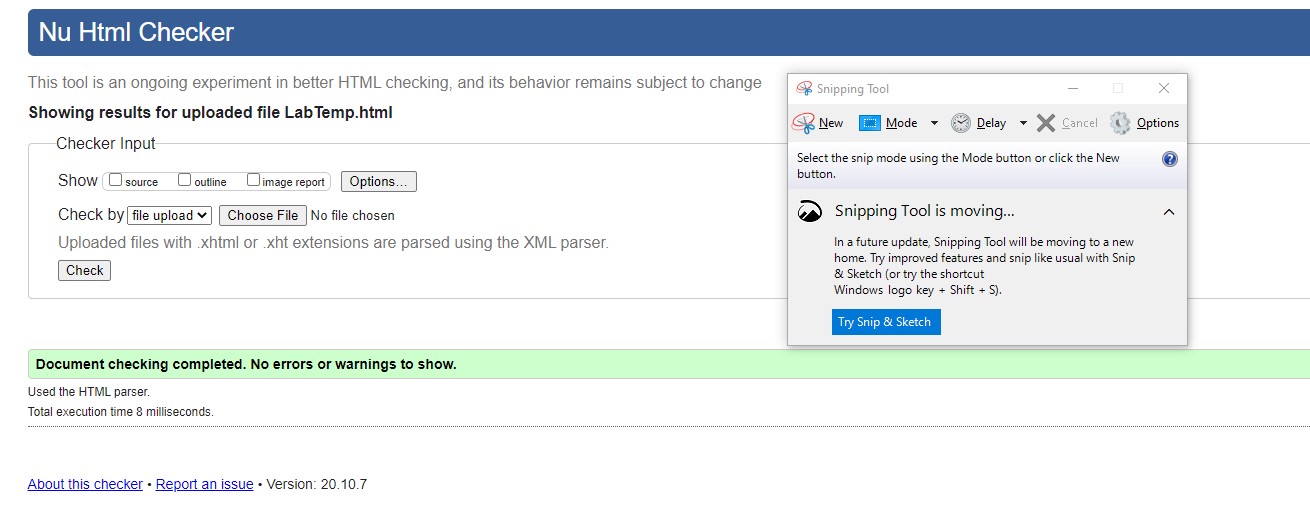 Nu Html Checker
This tool is an ongoing experiment in better HTML checking, and its behavior remains subject to change
Showing results for uploaded file LabTemp.html
Checker Input
Show source outline image report Options...
Check by file upload Choose File No file chosen
Uploaded files with .xhtml or .xht extensions are parsed using the XML parser.
Check
Snipping Tool
New Mode Delay Cancel Options
Select the snip mode using the Mode button or click the New
button.
Snipping Tool is moving...
In a future update, Snipping Tool will be moving to a new
home. Try improved features and snip like usual with Snip
& Sketch (or try the shortcut
Windows logo key + Shift + S).
Try Snip & Sketch
Document checking completed. No errors or warnings to show.
Used the HTML parser.
Total execution time 8 milliseconds.
About this checker • Report an issue • Version: 20.10.7